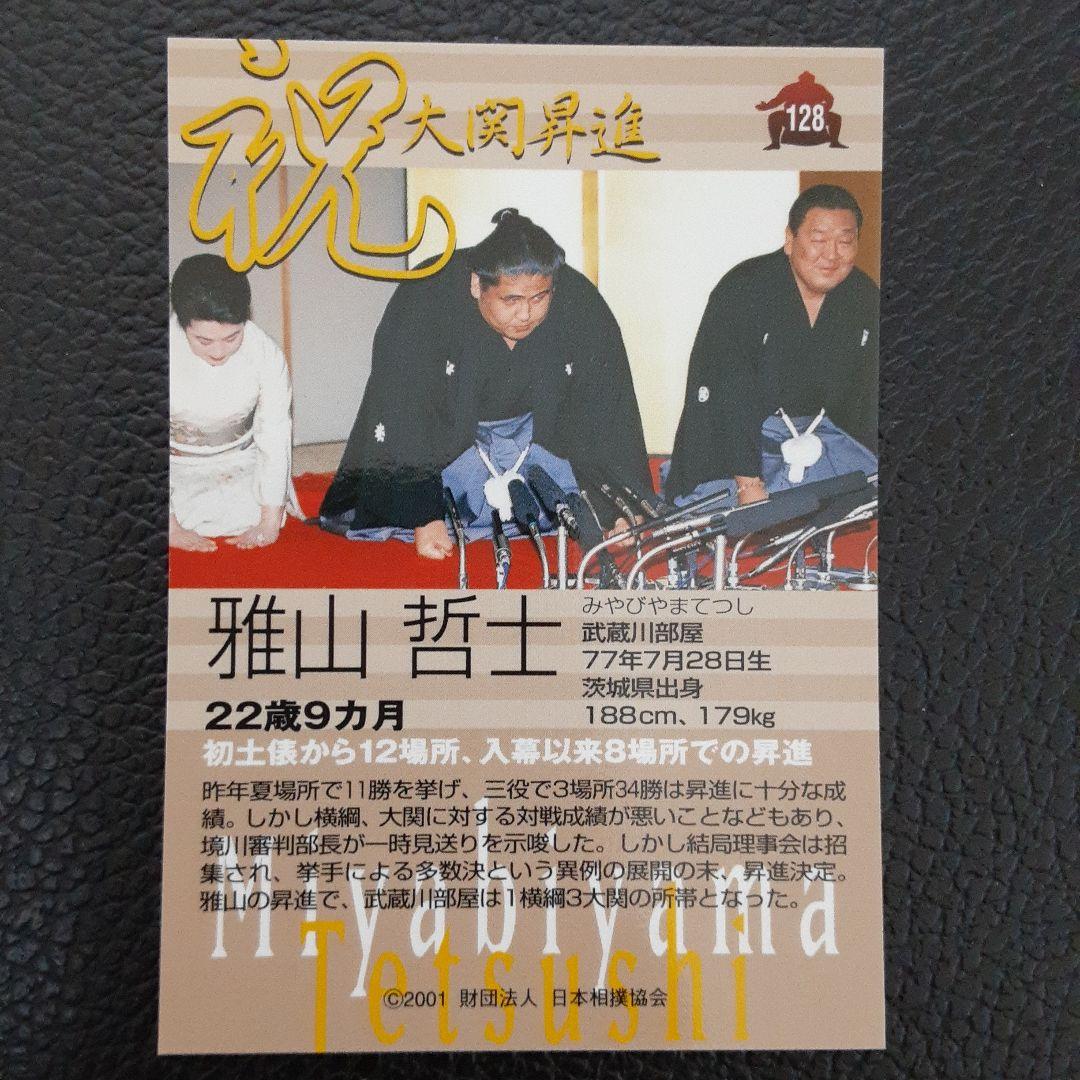 祝 大関昇進
128
雅山 哲士
みやびやまてつし
武蔵川部屋
77年7月28日生
茨城県出身
188cm、179kg
22歳9カ月
初土俵から12場所、入幕以来8場所での昇進
昨年夏場所で11勝を挙げ、三役で3場所34勝は昇進に十分な成
績。しかし横綱、大関に対する対戦成績が悪いことなどもあり、
境川審判部長が一時見送りを示唆した。しかし結局理事会は招
集され、挙手による多数決という異例の展開の末、昇進決定。
雅山の昇進で、武蔵川部屋は1横綱3大関の所帯となった。
Miyabiyama
Tetsushi
©2001 財団法人 日本相撲協会